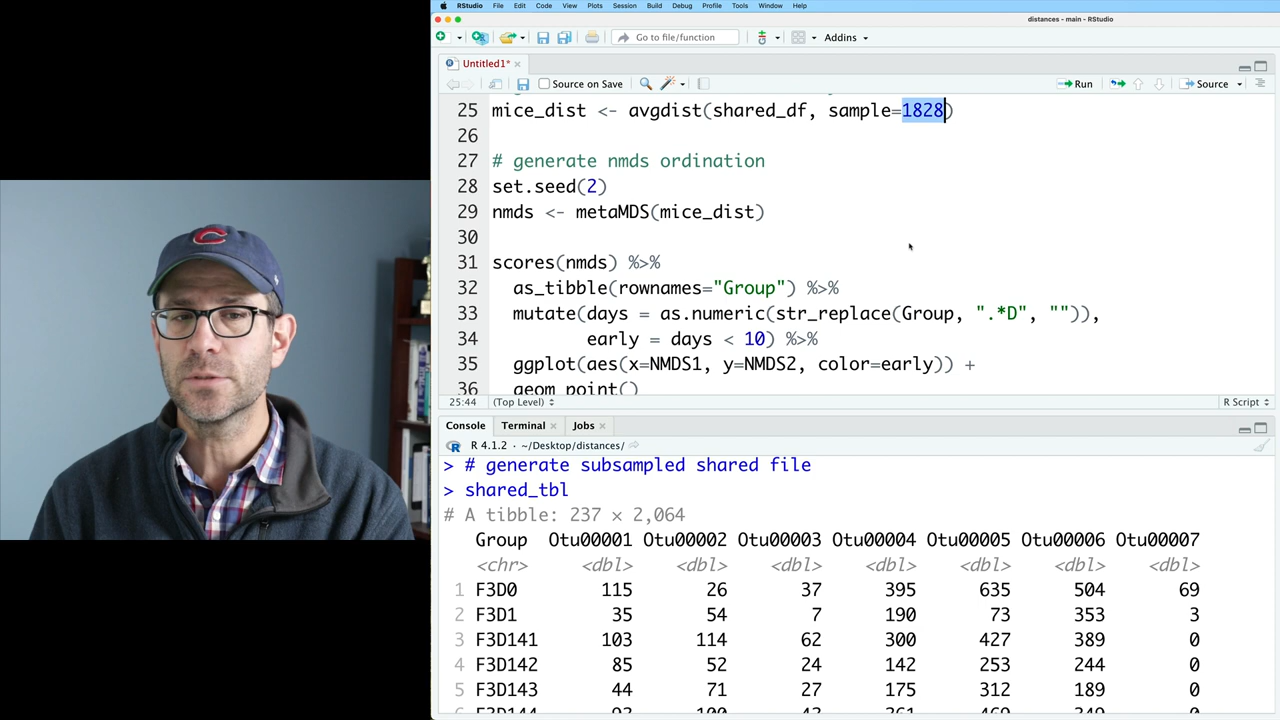 RStudio File Edit Code View Plots Session Build Debug Profile Tools Window Help
distances - main - RStudio
Go to file/function Addins
Untitled1*
Source on Save Run Source
25 mice_dist <- avgdist(shared_df, sample=1828)
26
27 # generate nmds ordination
28 set.seed(2)
29 nmds <- metaMDS(mice_dist)
30
31 scores(nmds) %>%
32 as_tibble(rownames="Group") %>%
33 mutate(days = as.numeric(str_replace(Group, ".*D", "")),
34 early = days < 10) %>%
35 ggplot(aes(x=NMDS1, y=NMDS2, color=early)) +
36 geom_point()
25:44 (Top Level) R Script
Console Terminal Jobs
R 4.1.2 · ~/Desktop/distances/
> # generate subsampled shared file
> shared_tbl
# A tibble: 237 × 2,064
Group Otu00001 Otu00002 Otu00003 Otu00004 Otu00005 Otu00006 Otu00007
<chr> <dbl> <dbl> <dbl> <dbl> <dbl> <dbl> <dbl>
1 F3D0 115 26 37 395 635 504 69
2 F3D1 35 54 7 190 73 353 3
3 F3D141 103 114 62 300 427 389 0
4 F3D142 85 52 24 142 253 244 0
5 F3D143 44 71 27 175 312 189 0